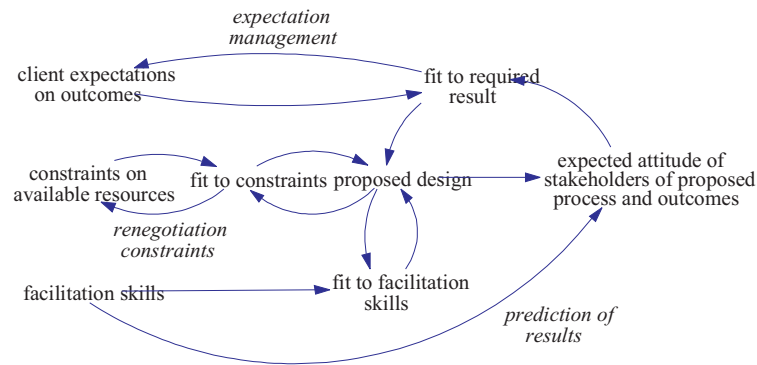 expectation
management
client expectations
on outcomes
fit to required
result
constraints on
available resources
fit to constraints
proposed design
expected attitude of
stakeholders of proposed
process and outcomes
renegotiation
constraints
facilitation skills
fit to facilitation
skills
prediction of
results